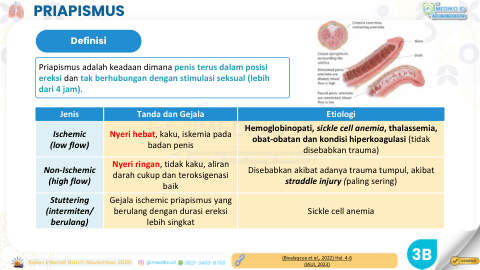 PRIAPISMUS
Definisi
Priapismus adalah keadaan dimana penis terus dalam posisi
ereksi dan tak berhubungan dengan stimulasi seksual (lebih
dari 4 jam).
Jenis Tanda dan Gejala Etiologi
Ischemic
(low flow)
Nyeri hebat, kaku, iskemia pada
badan penis
Hemoglobinopati, sickle cell anemia, thalassemia,
obat-obatan dan kondisi hiperkoagulasi (tidak
disebabkan trauma)
Non-Ischemic
(high flow)
Nyeri ringan, tidak kaku, aliran
darah cukup dan teroksigenasi
baik
Disebabkan akibat adanya trauma tumpul, akibat
straddle injury (paling sering)
Stuttering
(intermiten/
berulang)
Gejala ischemic priapismus yang
berulang dengan durasi ereksi
lebih singkat
Sickle cell anemia
3B